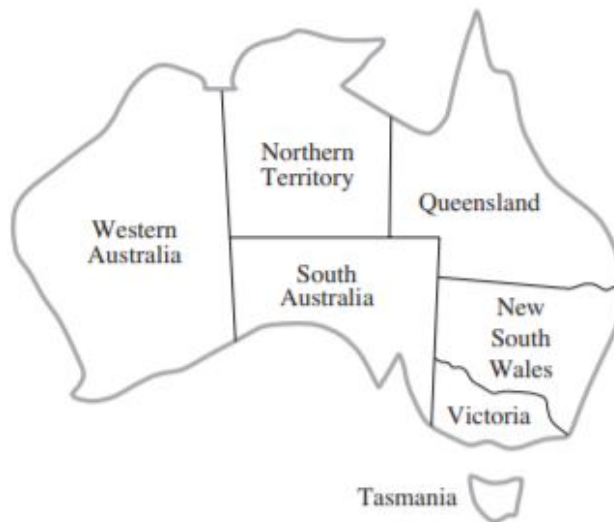 Northern
Territory
Western
Australia
Queensland
South
Australia
New
South
Wales
Victoria
Tasmania